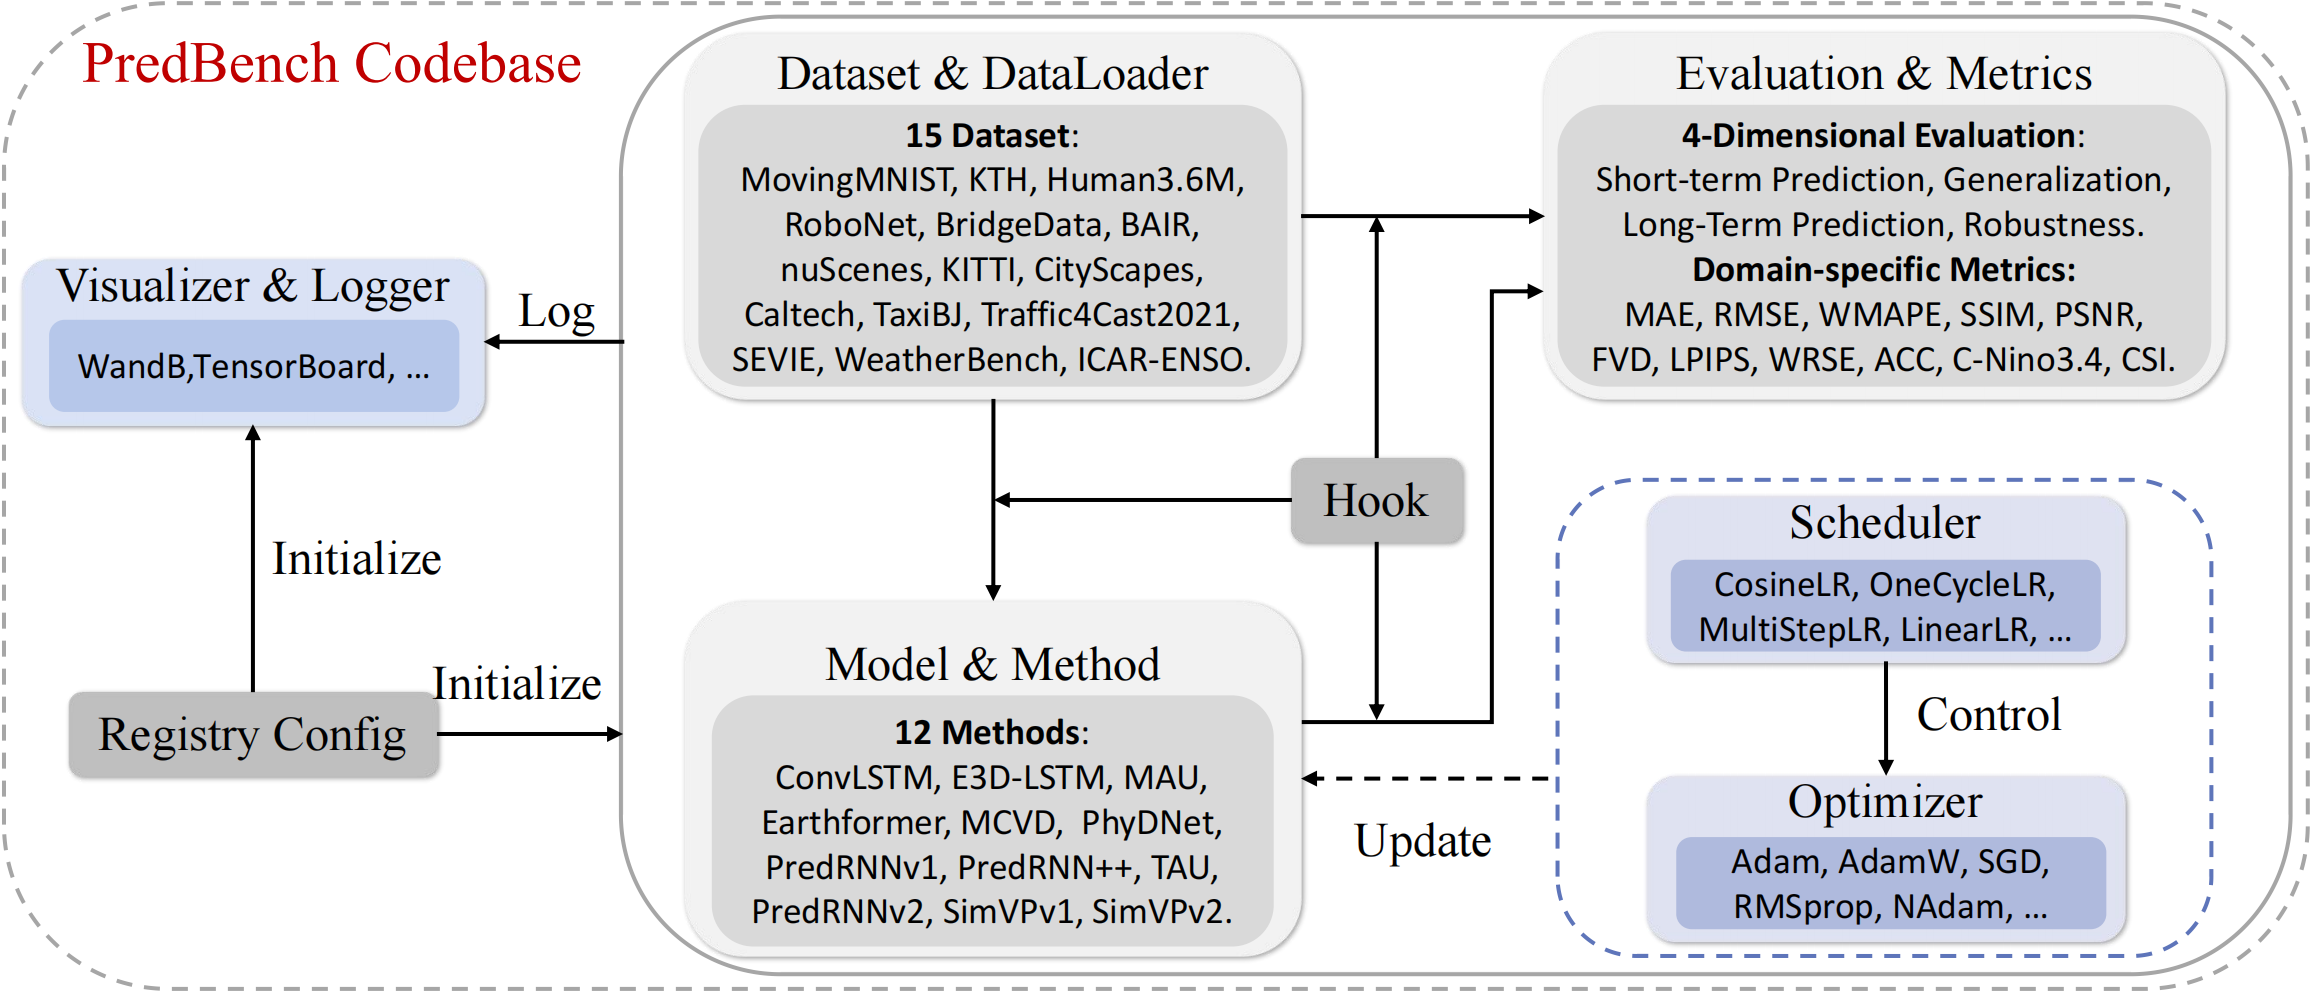 PredBench Codebase
Dataset & DataLoader
15 Dataset:
MovingMNIST, KTH, Human3.6M,
RoboNet, BridgeData, BAIR,
nuScenes, KITTI, CityScapes,
Caltech, TaxiBJ, Traffic4Cast2021,
SEVIE, WeatherBench, ICAR-ENSO.
Evaluation & Metrics
4-Dimensional Evaluation:
Short-term Prediction, Generalization,
Long-Term Prediction, Robustness.
Domain-specific Metrics:
MAE, RMSE, WMAPE, SSIM, PSNR,
FVD, LPIPS, WRSE, ACC, C-Nino3.4, CSI.
Visualizer & Logger
WandB,TensorBoard, ...
Log
Hook
Initialize
Initialize
Registry Config
Model & Method
12 Methods:
ConvLSTM, E3D-LSTM, MAU,
Earthformer, MCVD, PhyDNet,
PredRNNv1, PredRNN++, TAU,
PredRNNv2, SimVPv1, SimVPv2.
Update
Scheduler
CosineLR, OneCycleLR,
MultiStepLR, LinearLR, ...
Control
Optimizer
Adam, AdamW, SGD,
RMSprop, NAdam, ...